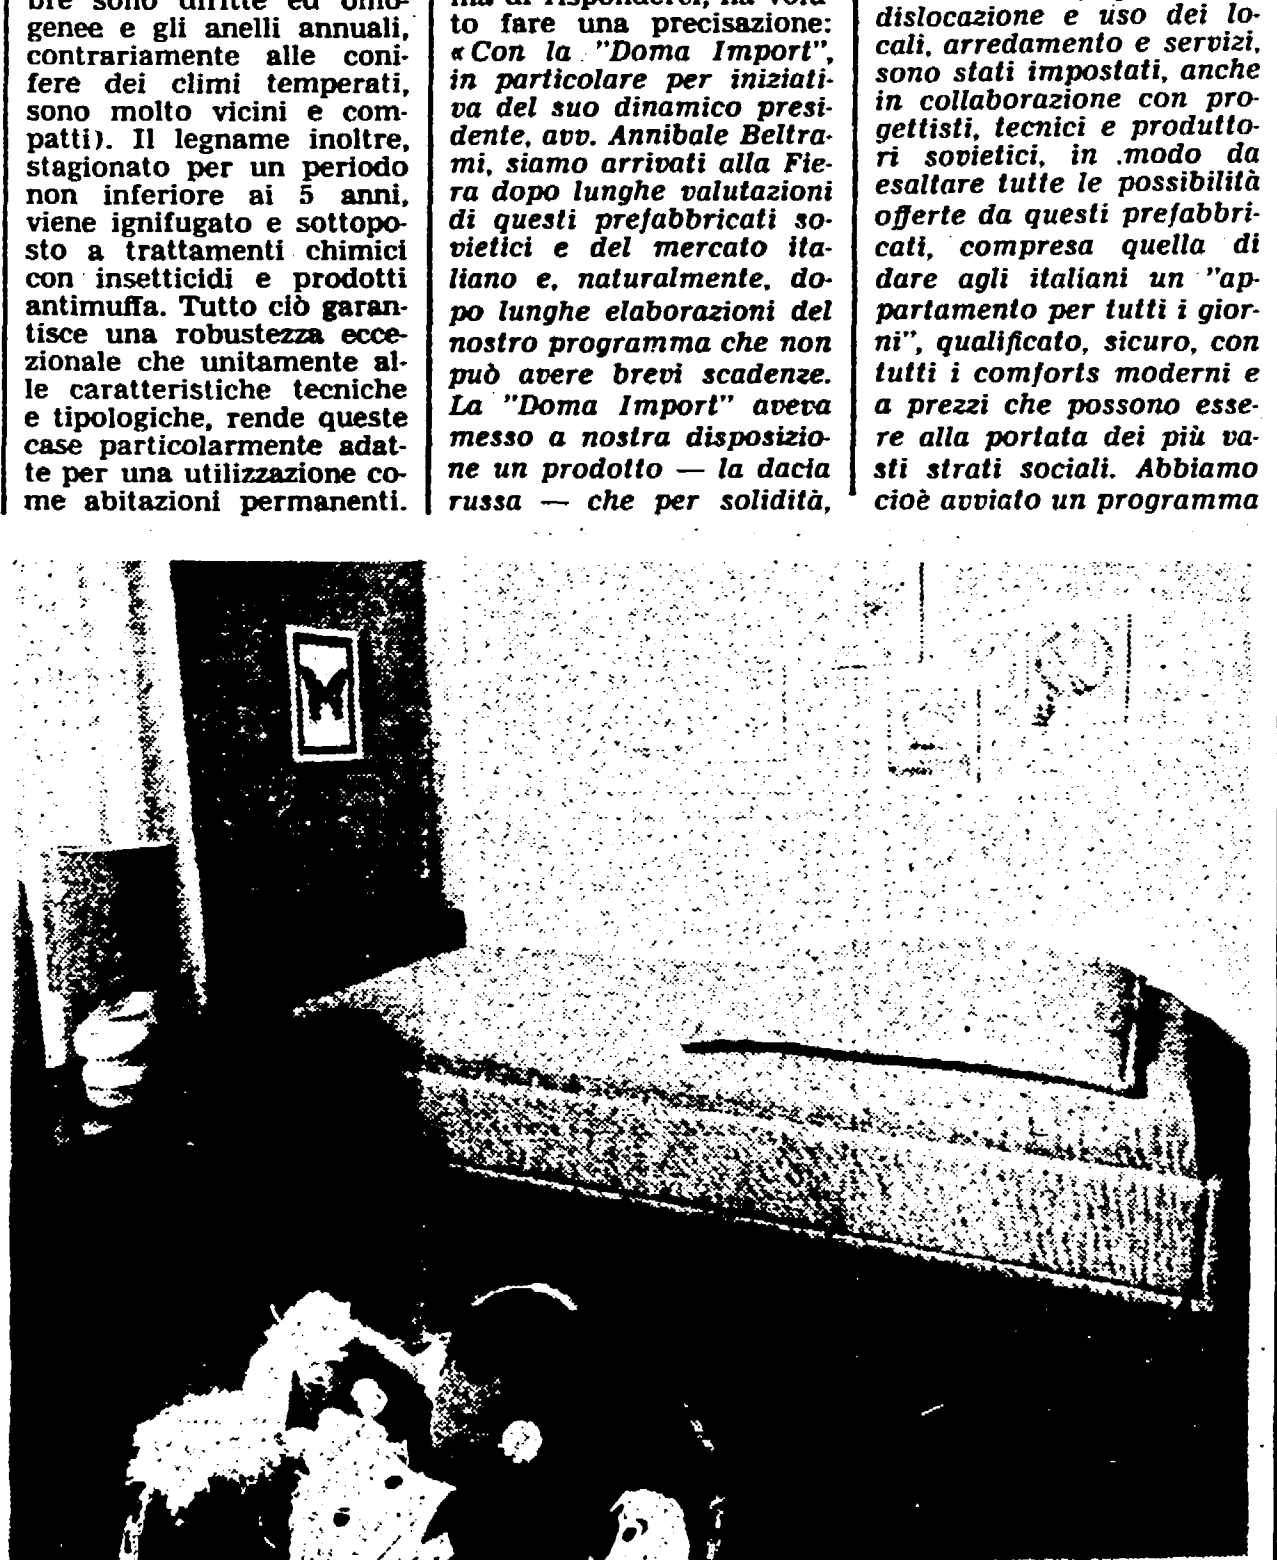 bre sono diritte ed omo-
genee e gli anelli annuali,
contrariamente alle coni-
fere dei climi temperati,
sono molto vicini e com-
patti). Il legname inoltre,
stagionato per un periodo
non inferiore ai 5 anni,
viene ignifugato e sottopo-
sto a trattamenti chimici
con insetticidi e prodotti
antimuffa. Tutto ciò garan-
tisce una robustezza ecce-
zionale che unitamente al-
le caratteristiche tecniche
e tipologiche, rende queste
case particolarmente adat-
te per una utilizzazione co-
me abitazioni permanenti.
ma di risponderci, ha volu-
to fare una precisazione:
«Con la "Doma Import",
in particolare per iniziati-
va del suo dinamico presi-
dente, avv. Annibale Beltra-
mi, siamo arrivati alla Fie-
ra dopo lunghe valutazioni
di questi prefabbricati so-
vietici e del mercato ita-
liano e, naturalmente, do-
po lunghe elaborazioni del
nostro programma che non
può avere brevi scadenze.
La "Doma Import" aveva
messo a nostra disposizio-
ne un prodotto — la dacia
russa — che per solidità,
dislocazione e uso dei lo-
cali, arredamento e servizi,
sono stati impostati, anche
in collaborazione con pro-
gettisti, tecnici e produtto-
ri sovietici, in modo da
esaltare tutte le possibilità
offerte da questi prefabbri-
cati, compresa quella di
dare agli italiani un "ap-
partamento per tutti i gior-
ni", qualificato, sicuro, con
tutti i comforts moderni e
a prezzi che possono esse-
re alla portata dei più va-
sti strati sociali. Abbiamo
cioè avviato un programma